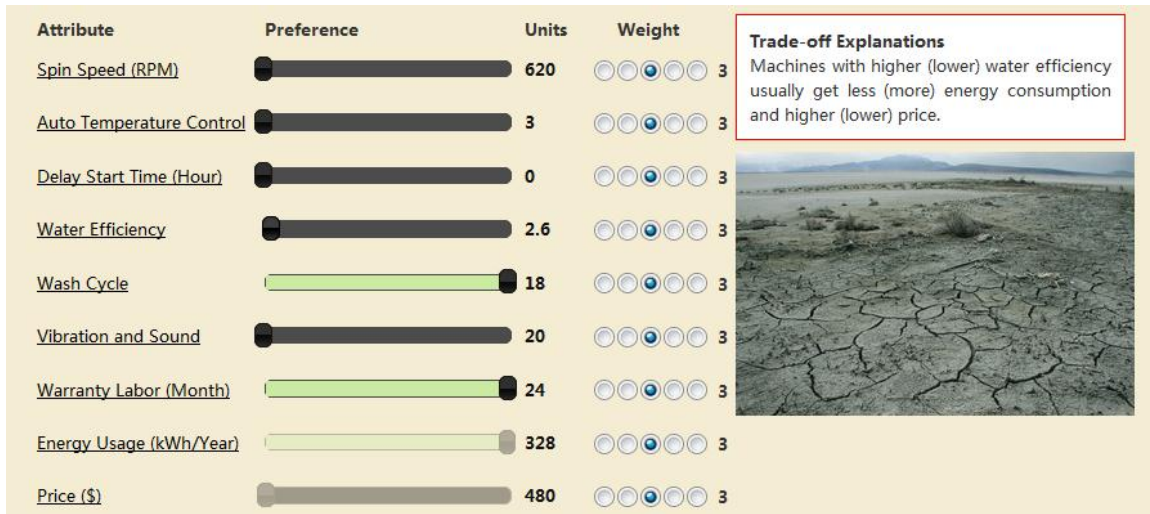 Attribute Preference Units Weight
Spin Speed (RPM) 620 3
Auto Temperature Control 3 3
Delay Start Time (Hour) 0 3
Water Efficiency 2.6 3
Wash Cycle 18 3
Vibration and Sound 20 3
Warranty Labor (Month) 24 3
Energy Usage (kWh/Year) 328 3
Price ($) 480 3
Trade-off Explanations
Machines with higher (lower) water efficiency
usually get less (more) energy consumption
and higher (lower) price.